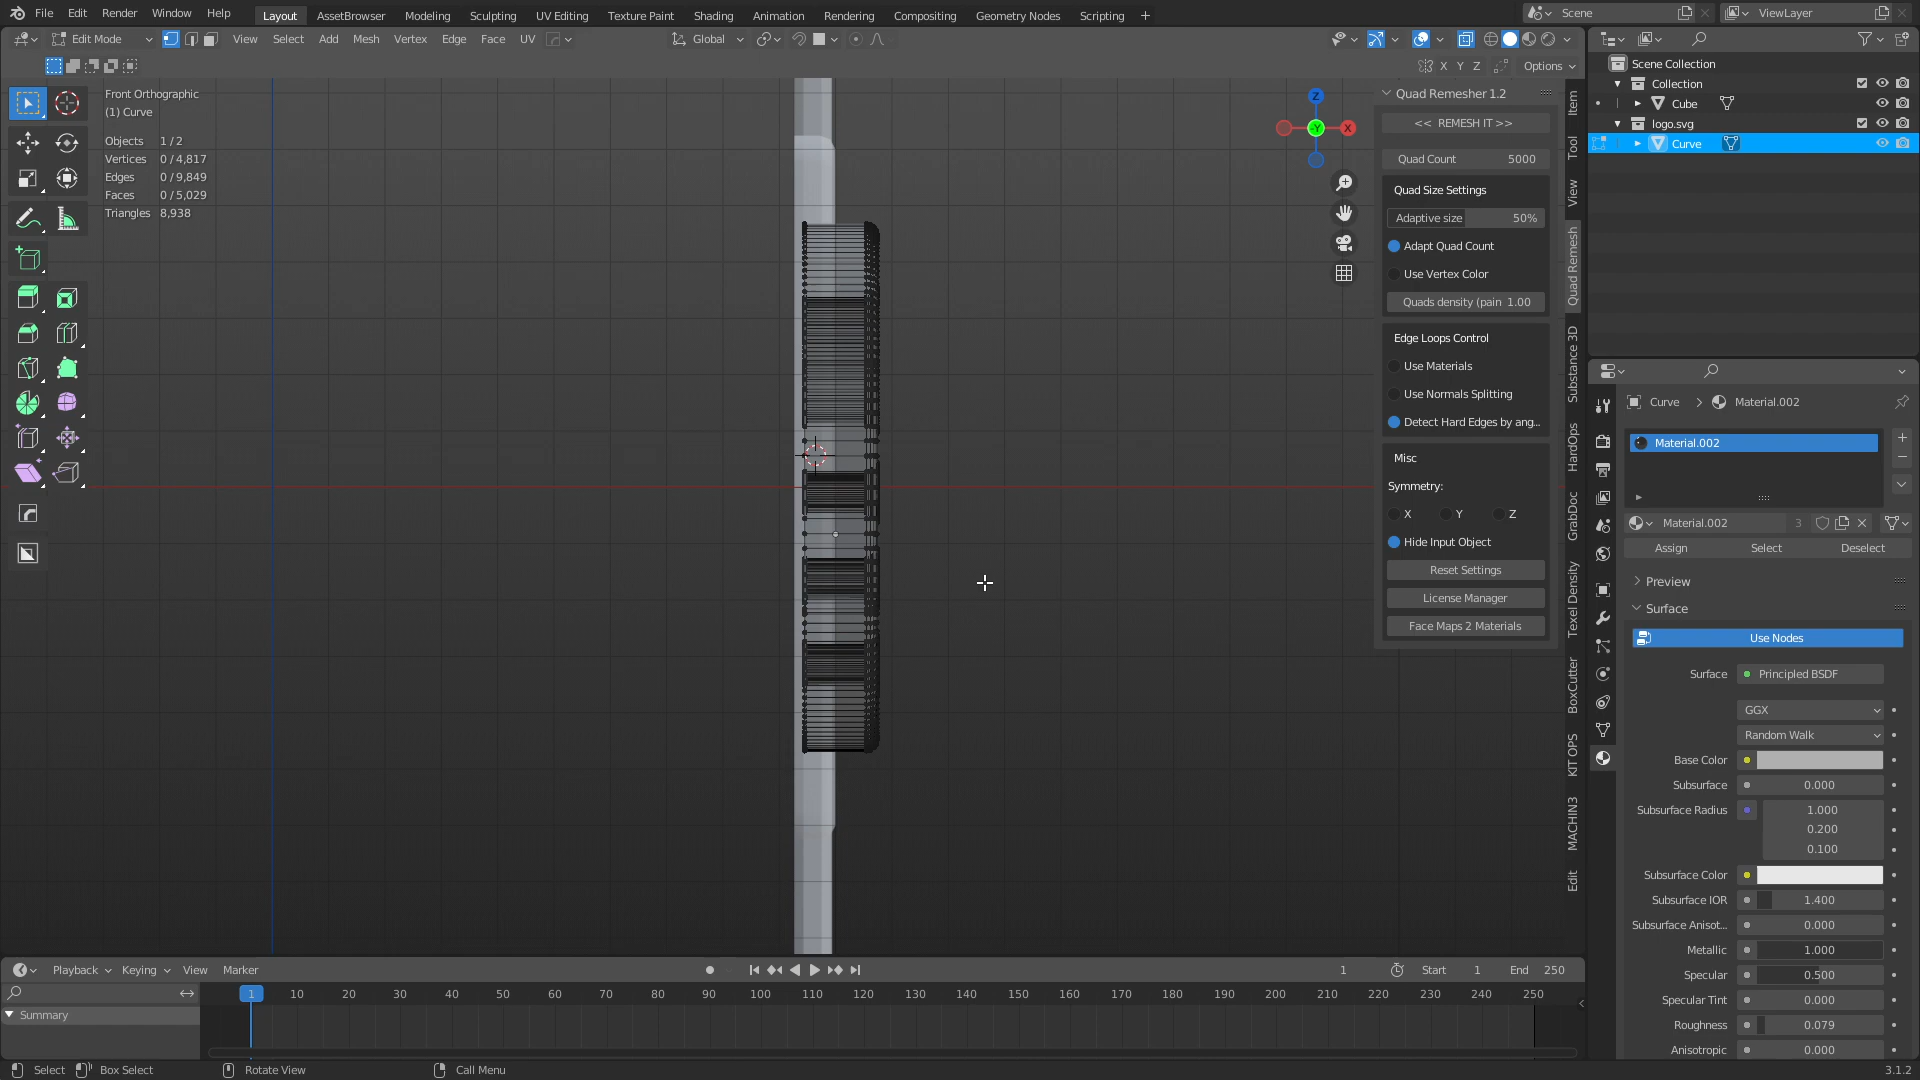 File Edit Render Window Help Layout AssetBrowser Modeling Sculpting UV Editing Texture Paint Shading Animation Rendering Compositing Geometry Nodes Scripting + Scene ViewLayer
Edit Mode View Select Add Mesh Vertex Edge Face UV Global
X Y Z Options
Front Orthographic
(1) Curve
Objects 1 / 2
Vertices 0 / 4,817
Edges 0 / 9,849
Faces 0 / 5,029
Triangles 8,938
Z
-Y
X
Quad Remesher 1.2
<< REMESH IT >>
Quad Count 5000
Quad Size Settings
Adaptive size 50%
Adapt Quad Count
Use Vertex Color
Quads density (pain 1.00
Edge Loops Control
Use Materials
Use Normals Splitting
Detect Hard Edges by ang...
Misc
Symmetry:
X Y Z
Hide Input Object
Reset Settings
License Manager
Face Maps 2 Materials
Item
Tool
View
Quad Remesh
Substance 3D
HardOps
GrabDoc
Texel Density
BoxCutter
KIT OPS
MACHIN3
Edit
Scene Collection
Collection
Cube
logo.svg
Curve
Curve > Material.002
Material.002
Material.002 3
Assign Select Deselect
Preview
Surface
Use Nodes
Surface Principled BSDF
GGX
Random Walk
Base Color
Subsurface 0.000
Subsurface Radius 1.000
0.200
0.100
Subsurface Color
Subsurface IOR 1.400
Subsurface Anisot... 0.000
Metallic 1.000
Specular 0.500
Specular Tint 0.000
Roughness 0.079
Anisotropic 0.000
Playback Keying View Marker 1 Start 1 End 250
1 10 20 30 40 50 60 70 80 90 100 110 120 130 140 150 160 170 180 190 200 210 220 230 240 250
Summary
Select Box Select Rotate View Call Menu 3.1.2